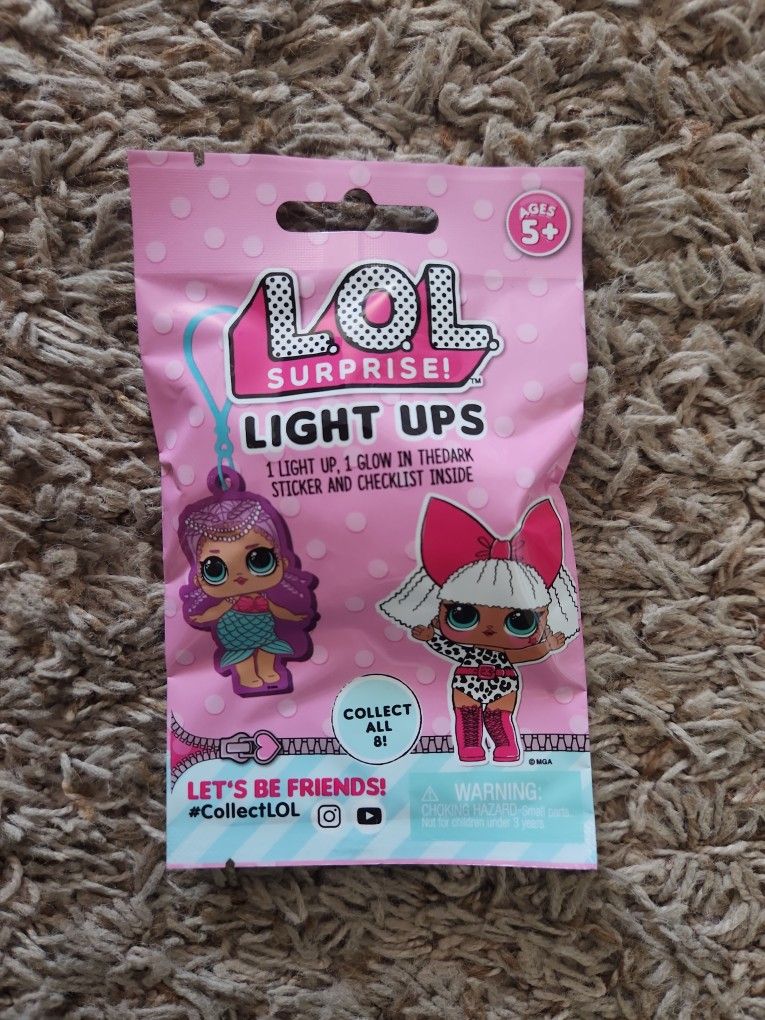 AGES
5+
L.O.L.
SURPRISE!™
LIGHT UPS
1 LIGHT UP, 1 GLOW IN THEDARK
STICKER AND CHECKLIST INSIDE
COLLECT
ALL
8!
© MGA
LET'S BE FRIENDS!
#CollectLOL
WARNING:
CHOKING HAZARD-Small parts.
Not for children under 3 years.